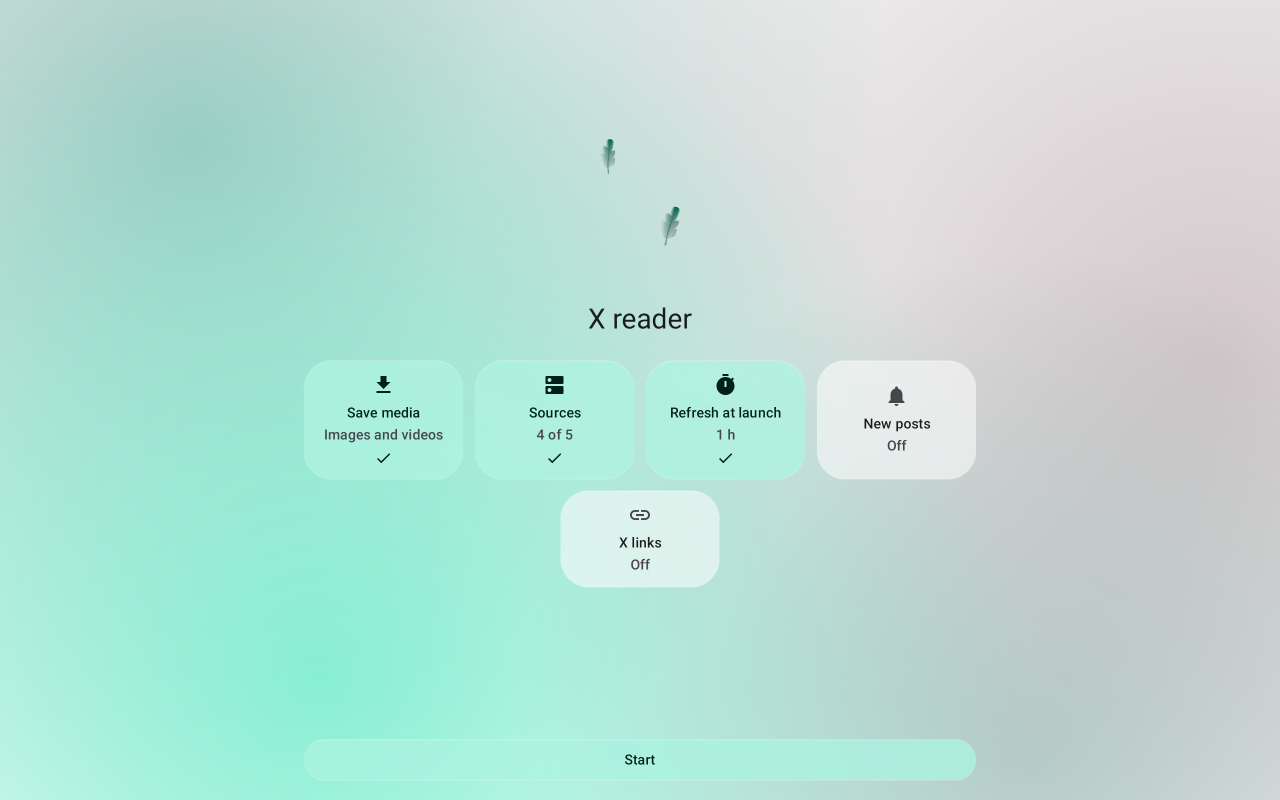 X reader
Save media
Images and videos
Sources
4 of 5
Refresh at launch
1 h
New posts
Off
X links
Off
Start